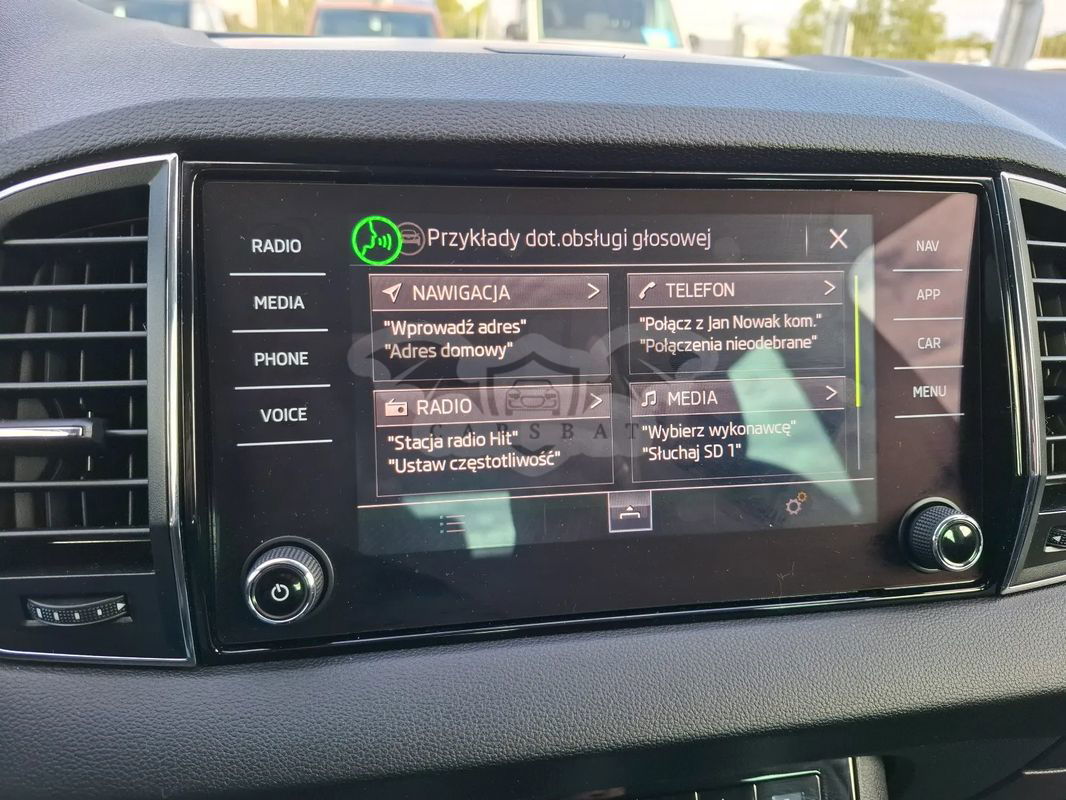 RADIO
MEDIA
PHONE
VOICE
Przykłady dot.obsługi głosowej
NAWIGACJA
"Wprowadź adres"
"Adres domowy"
TELEFON
"Połącz z Jan Nowak kom."
"Połączenia nieodebrane"
RADIO
"Stacja radio Hit"
"Ustaw częstotliwość"
MEDIA
"Wybierz wykonawcę"
"Słuchaj SD 1"
CARSBAT
NAV
APP
CAR
MENU